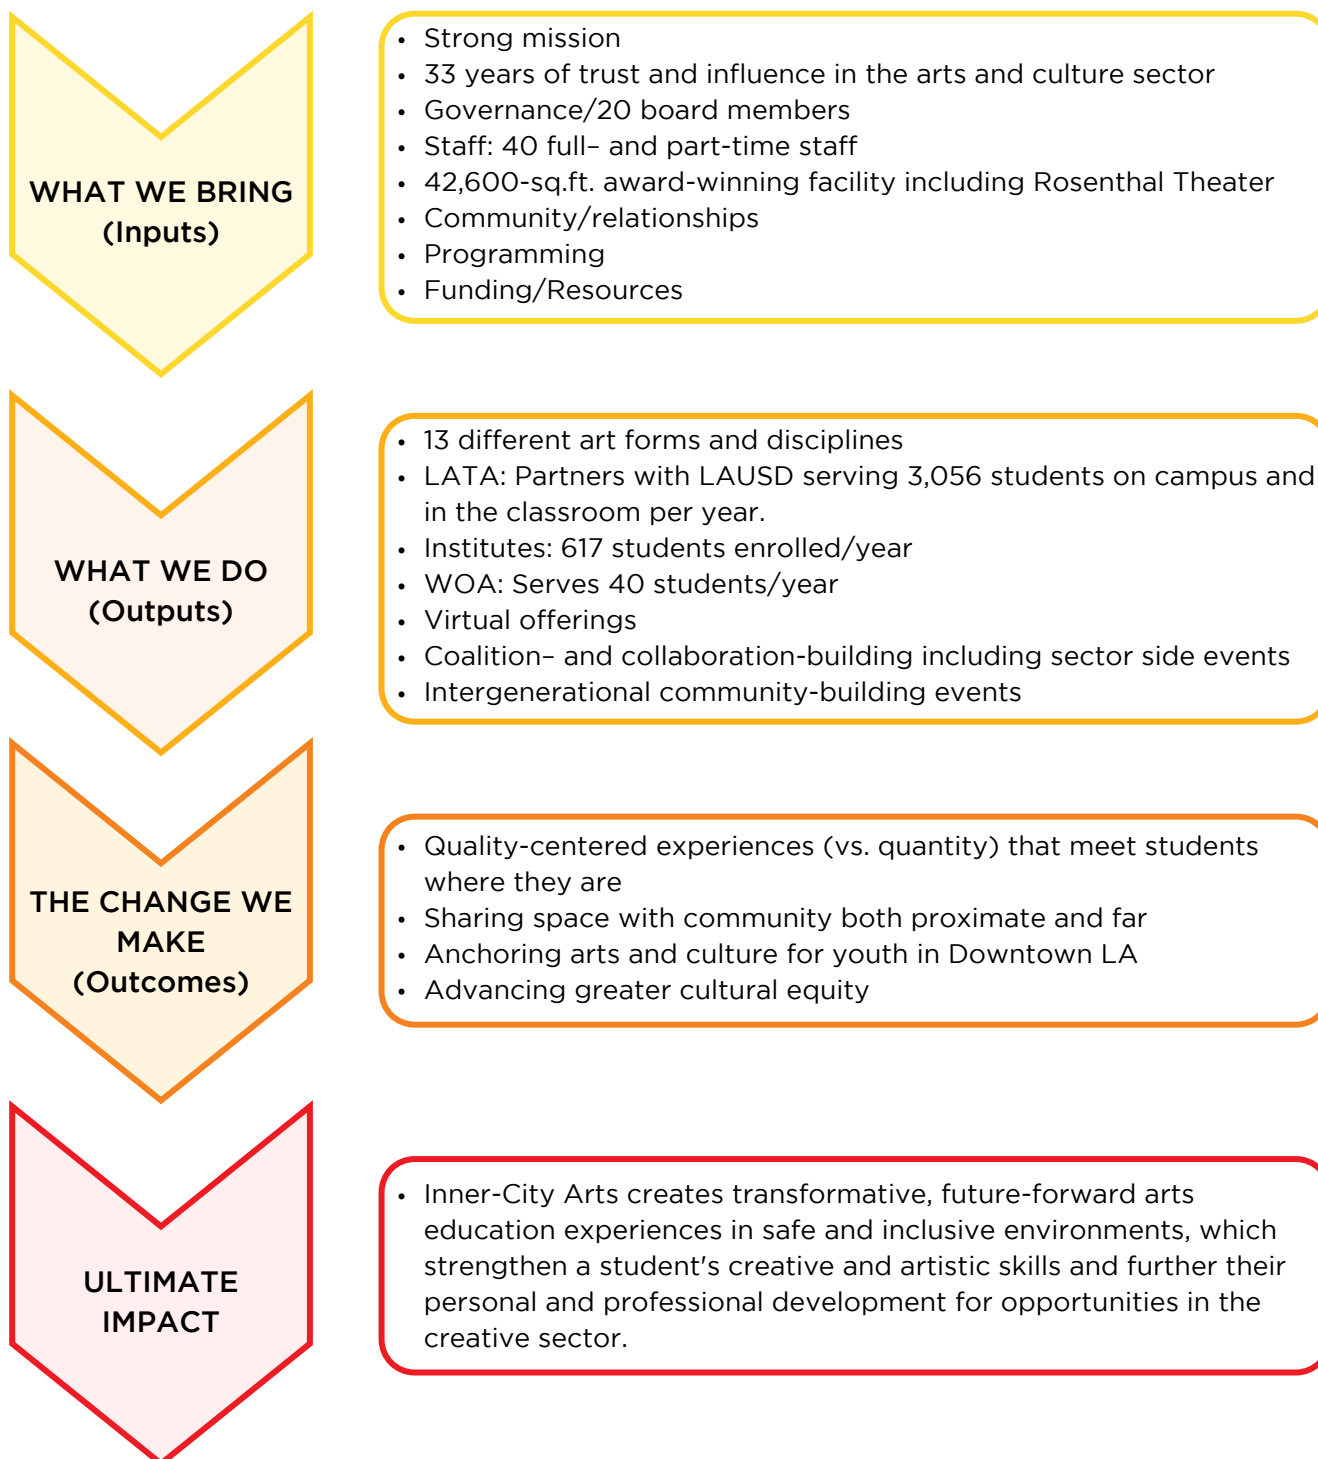 WHAT WE BRING
(Inputs)
• Strong mission
• 33 years of trust and influence in the arts and culture sector
• Governance/20 board members
• Staff: 40 full– and part-time staff
• 42,600-sq.ft. award-winning facility including Rosenthal Theater
• Community/relationships
• Programming
• Funding/Resources
WHAT WE DO
(Outputs)
• 13 different art forms and disciplines
• LATA: Partners with LAUSD serving 3,056 students on campus and
in the classroom per year.
• Institutes: 617 students enrolled/year
• WOA: Serves 40 students/year
• Virtual offerings
• Coalition– and collaboration-building including sector side events
• Intergenerational community-building events
THE CHANGE WE
MAKE
(Outcomes)
• Quality-centered experiences (vs. quantity) that meet students
where they are
• Sharing space with community both proximate and far
• Anchoring arts and culture for youth in Downtown LA
• Advancing greater cultural equity
ULTIMATE
IMPACT
• Inner-City Arts creates transformative, future-forward arts
education experiences in safe and inclusive environments, which
strengthen a student's creative and artistic skills and further their
personal and professional development for opportunities in the
creative sector.